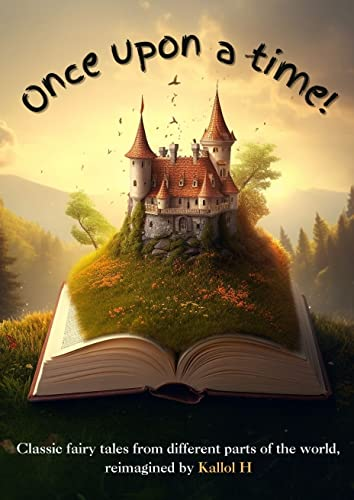 Once upon a time!
Classic fairy tales from different parts of the world,
reimagined by Kallol H